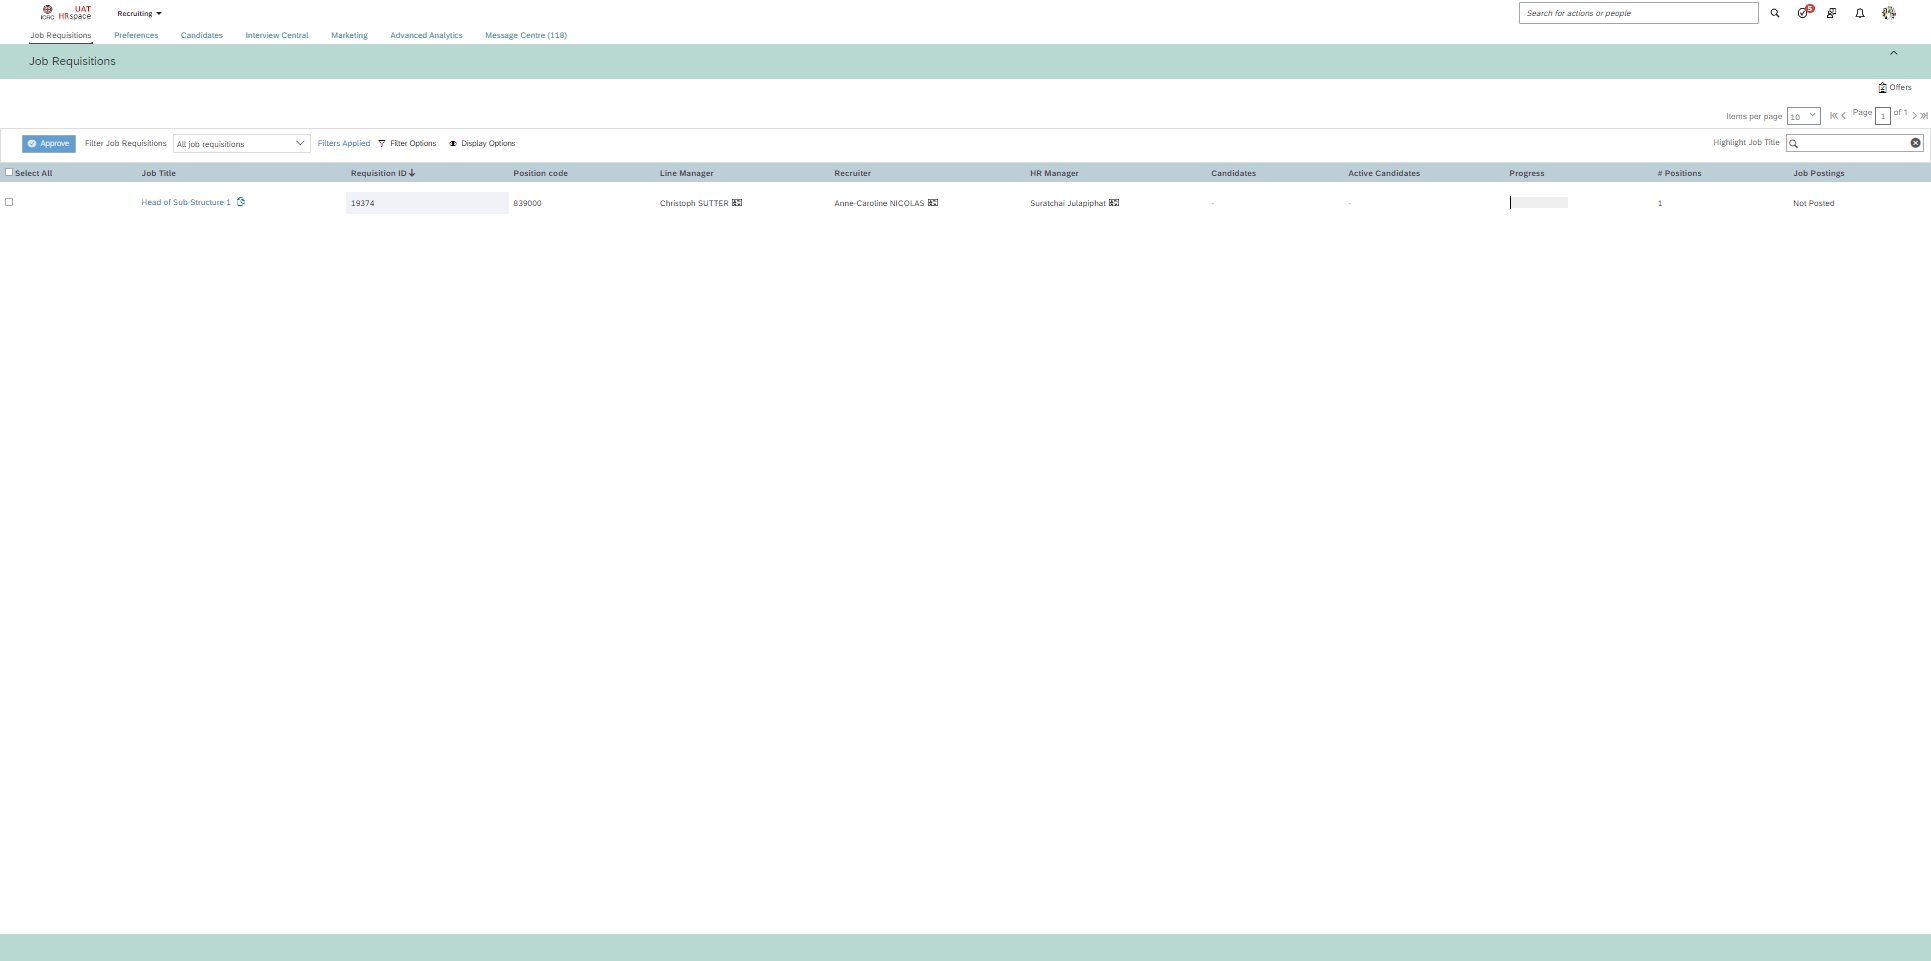 ICRC UAT HRspace Recruiting Search for actions or people 5
Job Requisitions Preferences Candidates Interview Central Marketing Advanced Analytics Message Centre (118)
Job Requisitions
Offers
Items per page 10 Page 1 of 1
Approve Filter Job Requisitions All job requisitions Filters Applied Filter Options Display Options Highlight Job Title
Select All Job Title Requisition ID Position code Line Manager Recruiter HR Manager Candidates Active Candidates Progress # Positions Job Postings
Head of Sub-Structure 1 19374 839000 Christoph SUTTER Anne-Caroline NICOLAS Suratchai Julapiphat - - 1 Not Posted